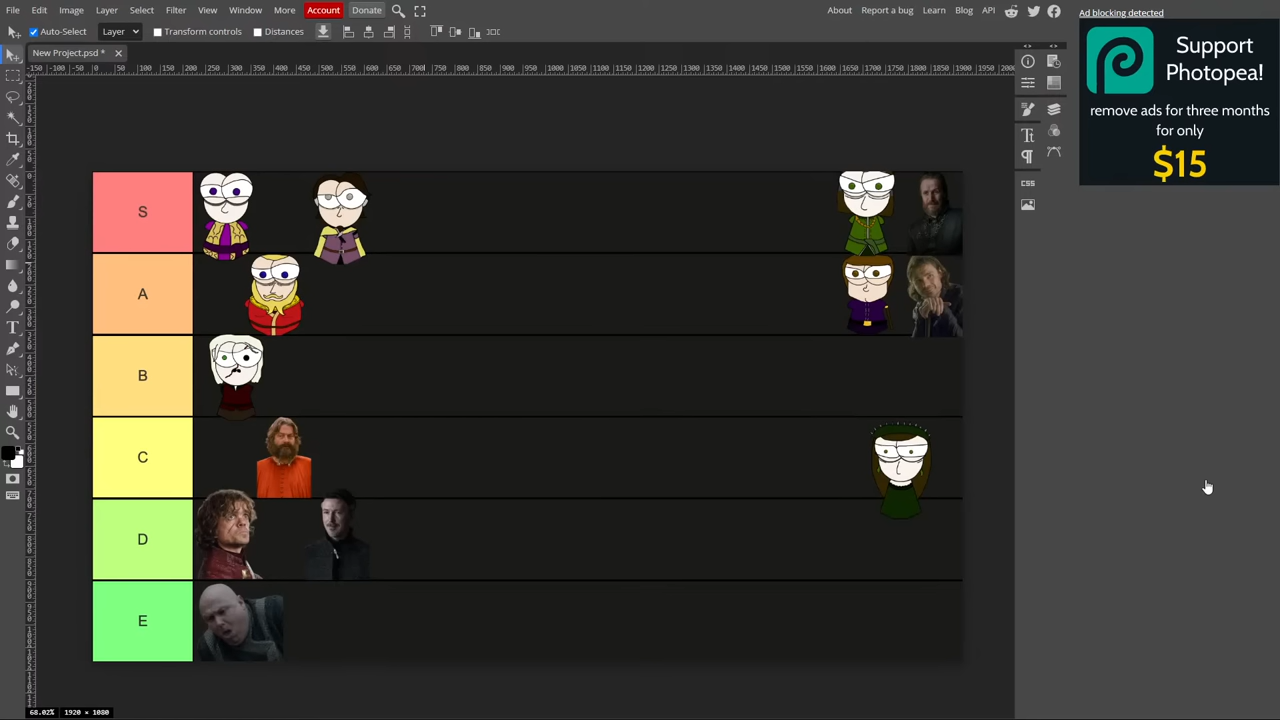 File Edit Image Layer Select Filter View Window More Account Donate About Report a bug Learn Blog API
Ad blocking detected
Auto-Select Layer Transform controls Distances
Support
Photopea!
New Project.psd *
remove ads for three months
for only
$15
S
A
B
C
D
E
CSS
68.02% 1920 × 1080